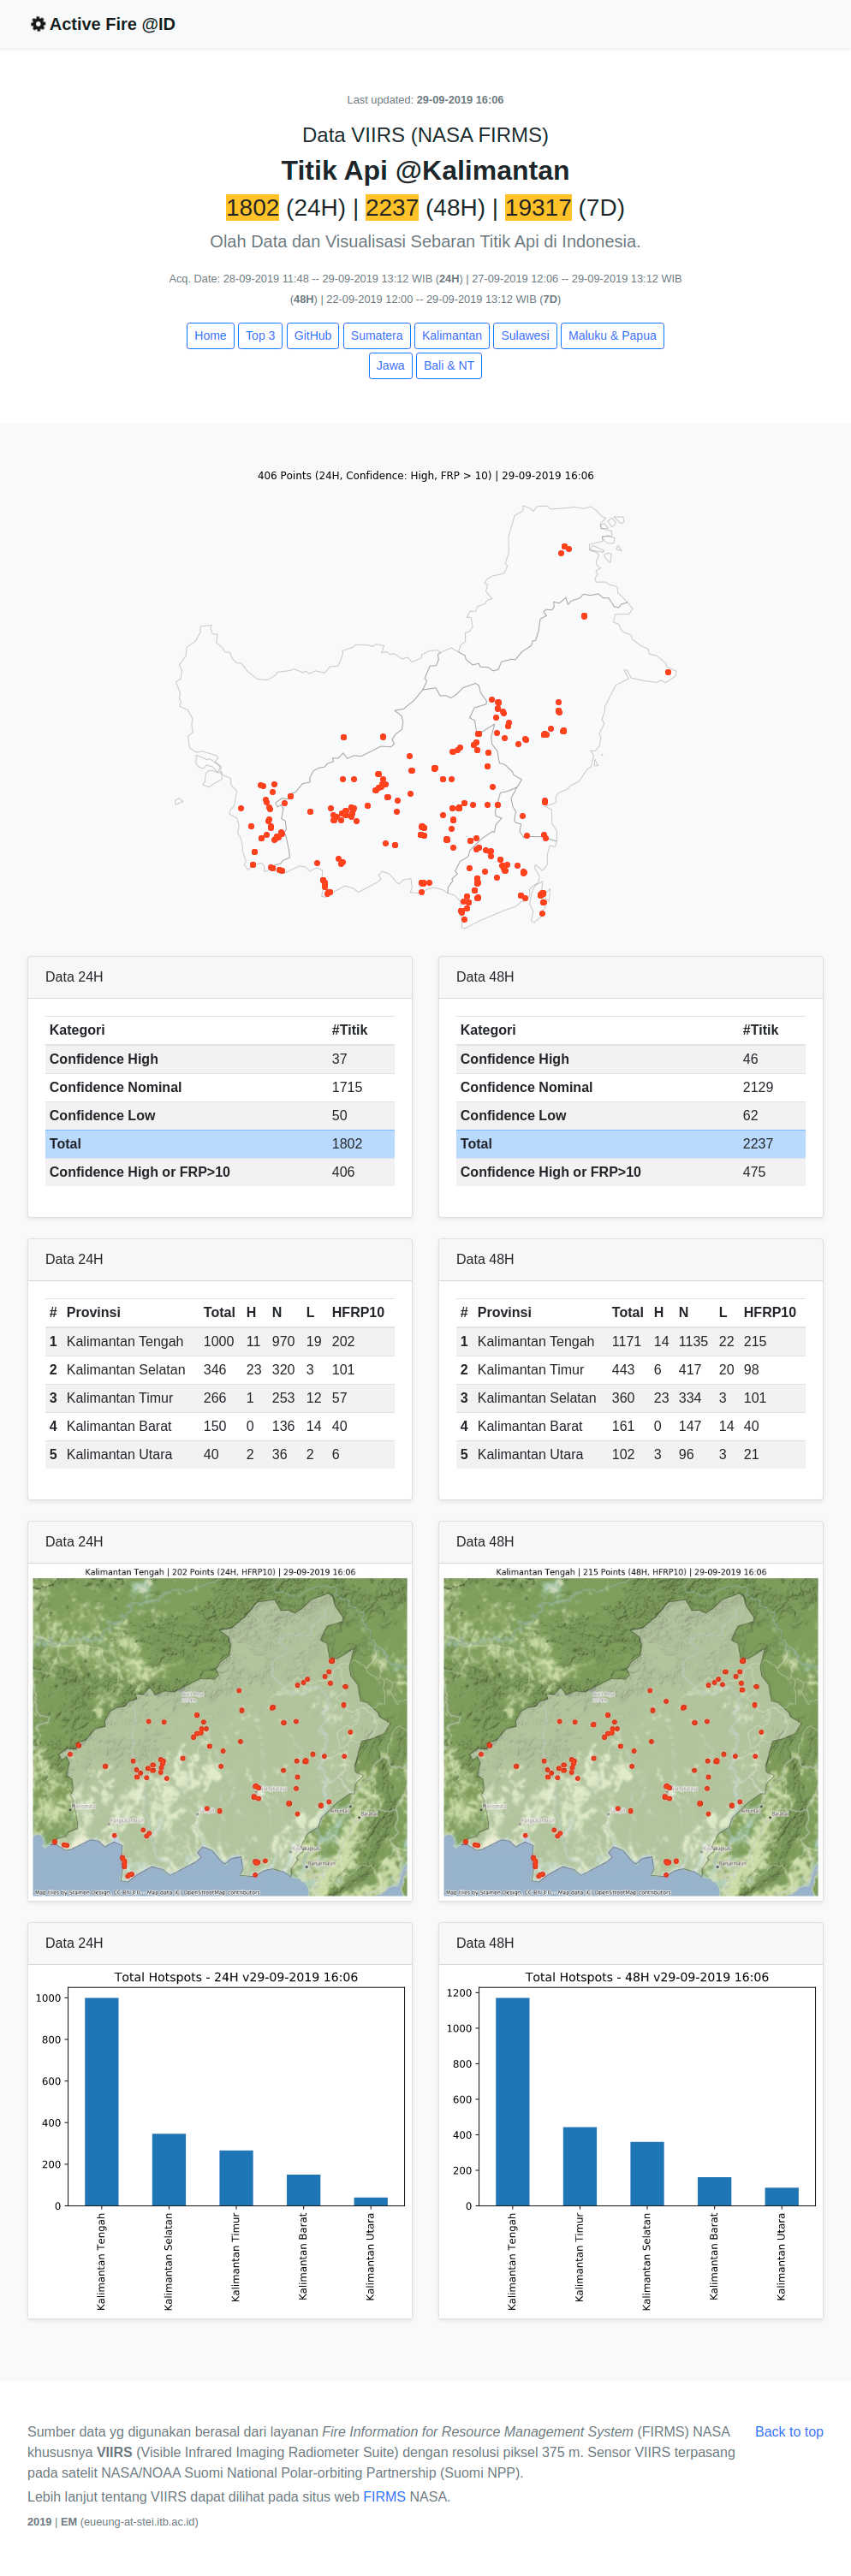 Active Fire @ID
Last updated: 29-09-2019 16:06
Data VIIRS (NASA FIRMS)
Titik Api @Kalimantan
1802 (24H) | 2237 (48H) | 19317 (7D)
Olah Data dan Visualisasi Sebaran Titik Api di Indonesia.
Acq. Date: 28-09-2019 11:48 -- 29-09-2019 13:12 WIB (24H) | 27-09-2019 12:06 -- 29-09-2019 13:12 WIB
(48H) | 22-09-2019 12:00 -- 29-09-2019 13:12 WIB (7D)
Home Top 3 GitHub Sumatera Kalimantan Sulawesi Maluku & Papua
Jawa Bali & NT
406 Points (24H, Confidence: High, FRP > 10) | 29-09-2019 16:06
Data 24H
Kategori #Titik
Confidence High 37
Confidence Nominal 1715
Confidence Low 50
Total 1802
Confidence High or FRP>10 406
Data 48H
Kategori #Titik
Confidence High 46
Confidence Nominal 2129
Confidence Low 62
Total 2237
Confidence High or FRP>10 475
Data 24H
# Provinsi Total H N L HFRP10
1 Kalimantan Tengah 1000 11 970 19 202
2 Kalimantan Selatan 346 23 320 3 101
3 Kalimantan Timur 266 1 253 12 57
4 Kalimantan Barat 150 0 136 14 40
5 Kalimantan Utara 40 2 36 2 6
Data 48H
# Provinsi Total H N L HFRP10
1 Kalimantan Tengah 1171 14 1135 22 215
2 Kalimantan Timur 443 6 417 20 98
3 Kalimantan Selatan 360 23 334 3 101
4 Kalimantan Barat 161 0 147 14 40
5 Kalimantan Utara 102 3 96 3 21
Data 24H
Kalimantan Tengah | 202 Points (24H, HFRP10) | 29-09-2019 16:06
Data 48H
Kalimantan Tengah | 215 Points (48H, HFRP10) | 29-09-2019 16:06
Data 24H
Total Hotspots - 24H v29-09-2019 16:06
1000
800
600
400
200
0
Kalimantan Tengah
Kalimantan Selatan
Kalimantan Timur
Kalimantan Barat
Kalimantan Utara
Data 48H
Total Hotspots - 48H v29-09-2019 16:06
1200
1000
800
600
400
200
0
Kalimantan Tengah
Kalimantan Timur
Kalimantan Selatan
Kalimantan Barat
Kalimantan Utara
Sumber data yg digunakan berasal dari layanan Fire Information for Resource Management System (FIRMS) NASA
khususnya VIIRS (Visible Infrared Imaging Radiometer Suite) dengan resolusi piksel 375 m. Sensor VIIRS terpasang
pada satelit NASA/NOAA Suomi National Polar-orbiting Partnership (Suomi NPP).
Back to top
Lebih lanjut tentang VIIRS dapat dilihat pada situs web FIRMS NASA.
2019 | EM (eueung-at-stei.itb.ac.id)